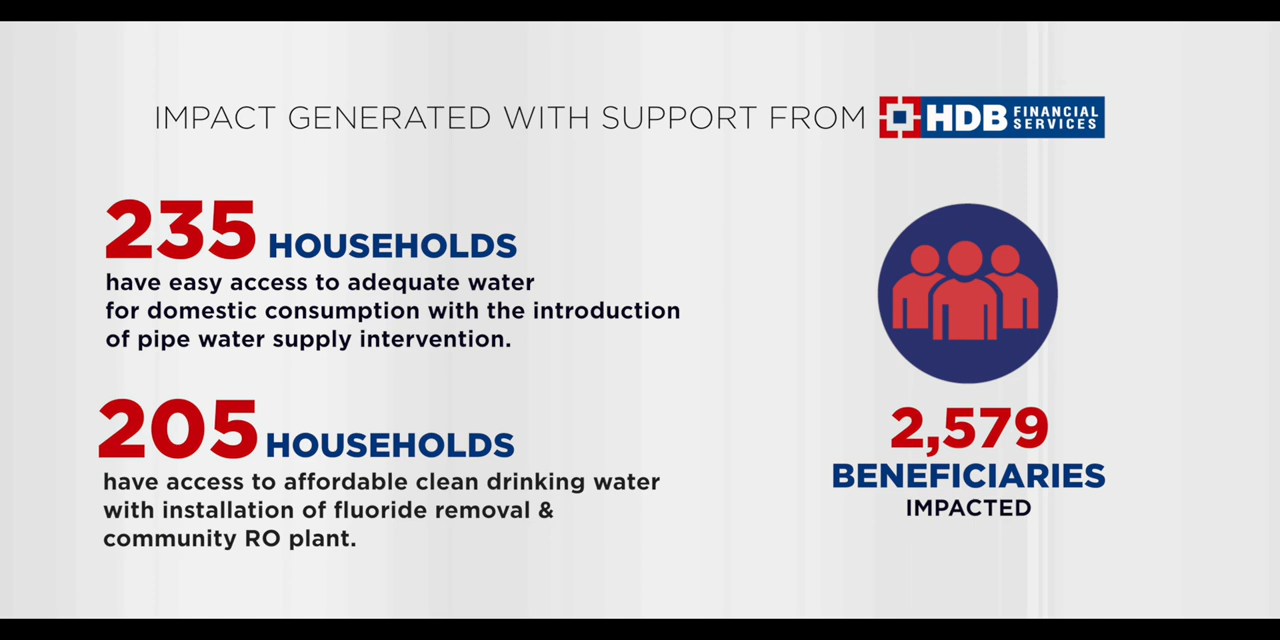 IMPACT GENERATED WITH SUPPORT FROM HDB FINANCIAL SERVICES
235 HOUSEHOLDS
have easy access to adequate water
for domestic consumption with the introduction
of pipe water supply intervention.
205 HOUSEHOLDS
have access to affordable clean drinking water
with installation of fluoride removal &
community RO plant.
2,579
BENEFICIARIES
IMPACTED